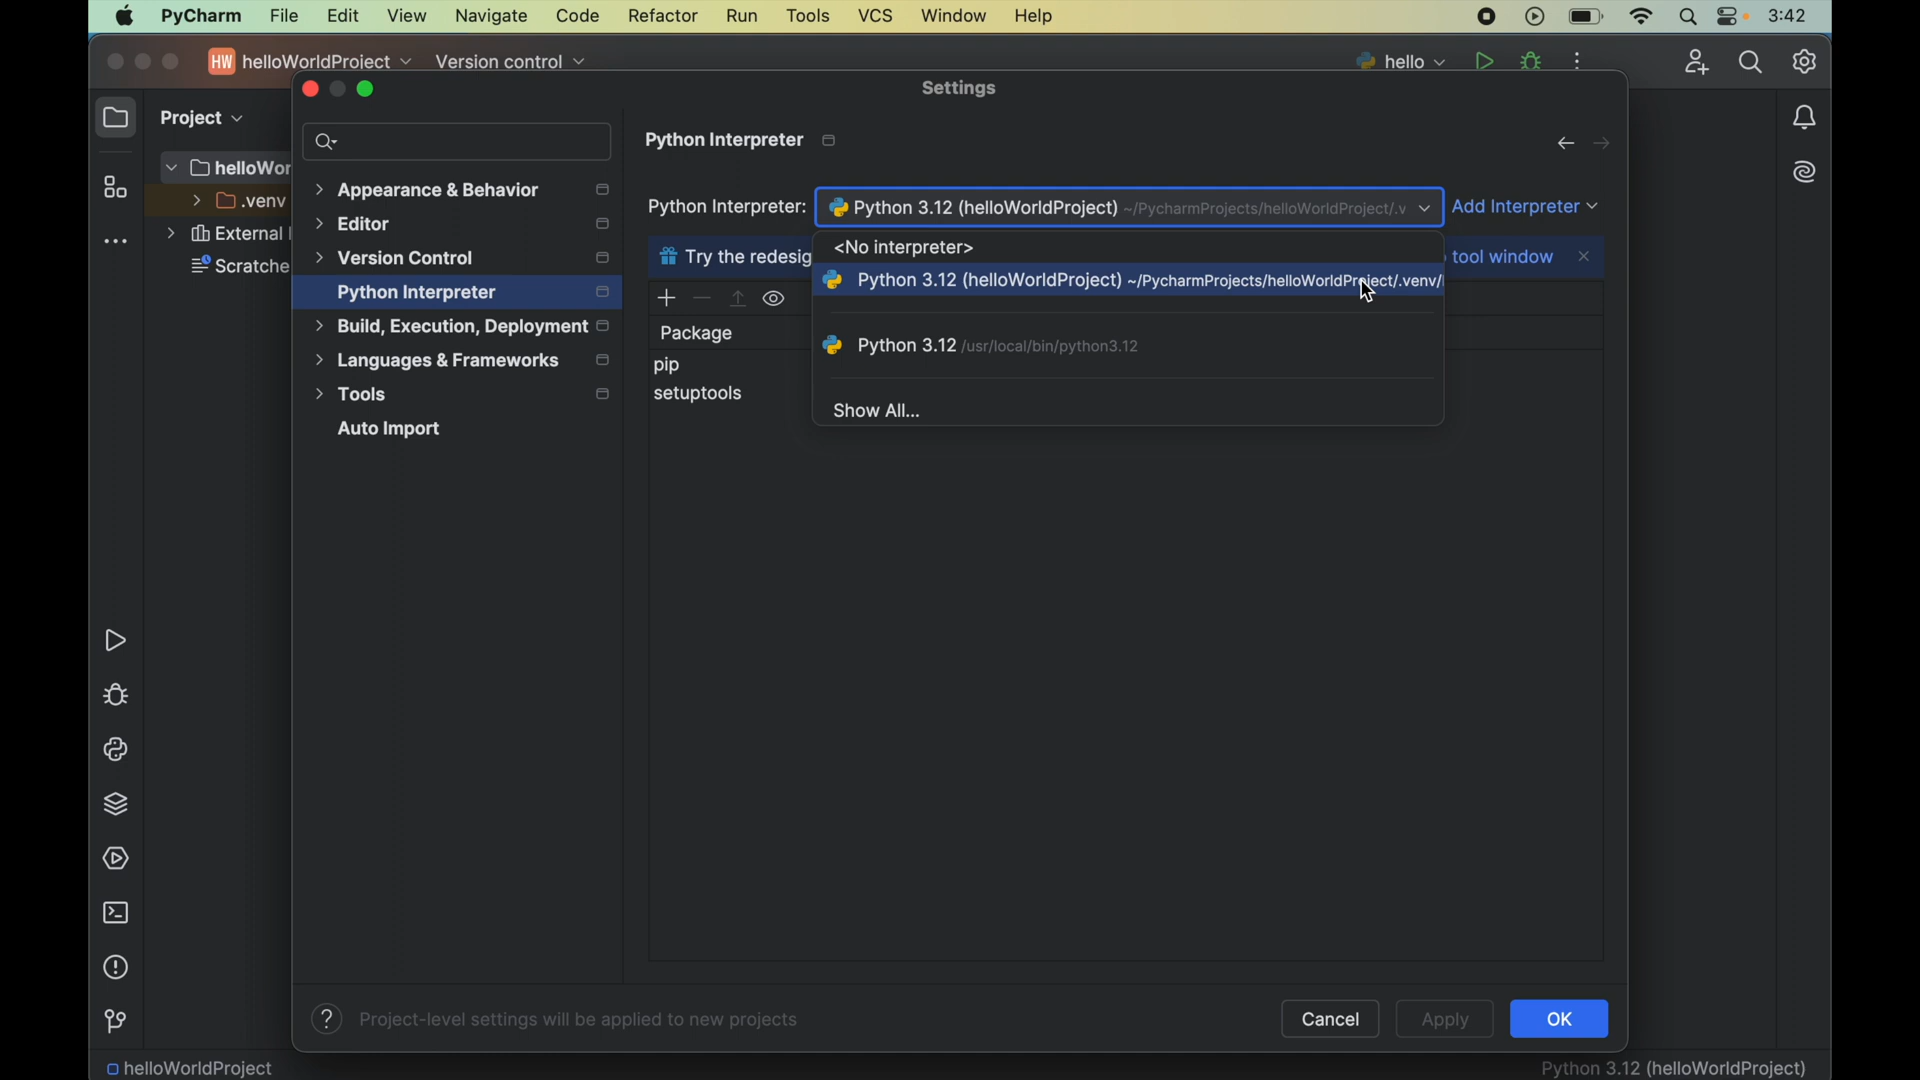 PyCharm File Edit View Navigate Code Refactor Run Tools VCS Window Help 3:42
HW helloWorldProject Version control hello
Settings
Project
helloWor
.venv
External
Scratche
Appearance & Behavior
Editor
Version Control
Python Interpreter
Build, Execution, Deployment
Languages & Frameworks
Tools
Auto Import
Python Interpreter
Python Interpreter: Python 3.12 (helloWorldProject) ~/PycharmProjects/helloWorldProject/.v Add Interpreter
Try the redesig tool window
<No interpreter>
Python 3.12 (helloWorldProject) ~/PycharmProjects/helloWorldProject/.venv/
Python 3.12 /usr/local/bin/python3.12
Show All...
Package
pip
setuptools
? Project-level settings will be applied to new projects
Cancel Apply OK
helloWorldProject Python 3.12 (helloWorldProject)